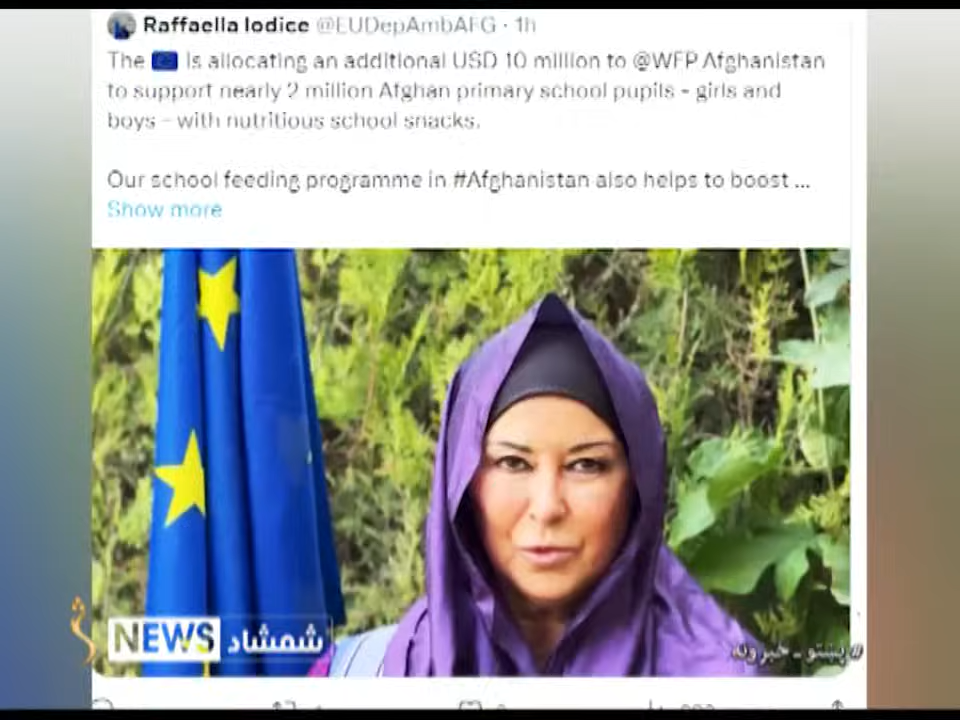 Raffaella Iodice @EUDepAmbAFG · 1h
The 🇪🇺 is allocating an additional USD 10 million to @WFP Afghanistan
to support nearly 2 million Afghan primary school pupils - girls and
boys - with nutritious school snacks.
Our school feeding programme in #Afghanistan also helps to boost ...
Show more
NEWS شمشاد
#پښتو - خبرونه